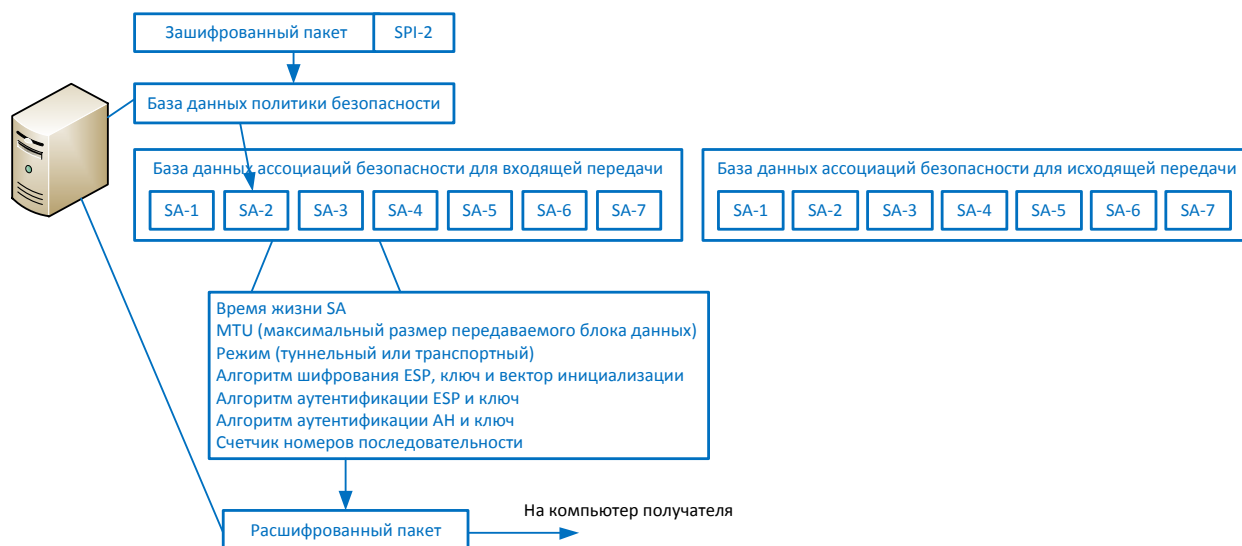 Зашифрованный пакет SPI-2
База данных политики безопасности
База данных ассоциаций безопасности для входящей передачи
SA-1 SA-2 SA-3 SA-4 SA-5 SA-6 SA-7
База данных ассоциаций безопасности для исходящей передачи
SA-1 SA-2 SA-3 SA-4 SA-5 SA-6 SA-7
Время жизни SA
MTU (максимальный размер передаваемого блока данных)
Режим (туннельный или транспортный)
Алгоритм шифрования ESP, ключ и вектор инициализации
Алгоритм аутентификации ESP и ключ
Алгоритм аутентификации AH и ключ
Счетчик номеров последовательности
Расшифрованный пакет
На компьютер получателя